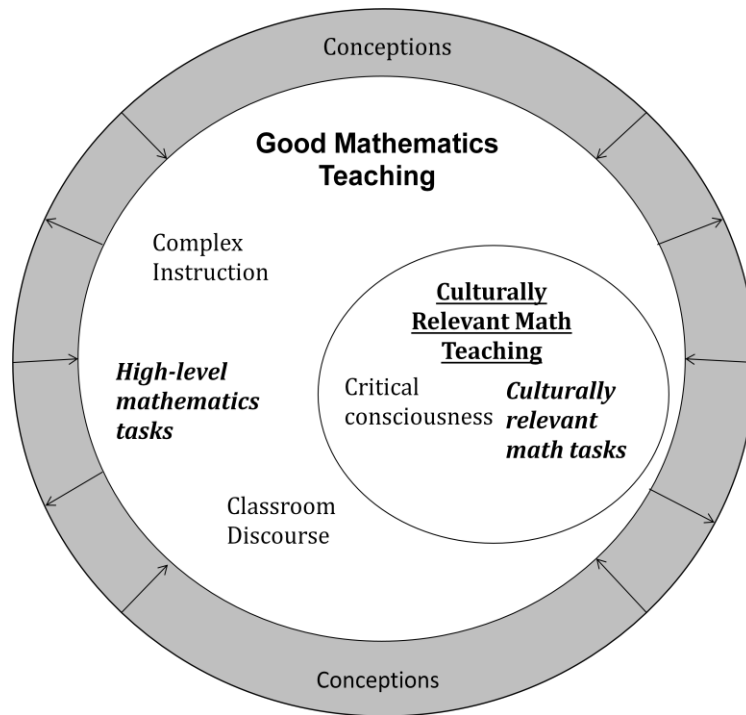 Conceptions
Good Mathematics
Teaching
Complex
Instruction
Culturally
Relevant Math
Teaching
High-level
mathematics
tasks
Critical
consciousness
Culturally
relevant
math tasks
Classroom
Discourse
Conceptions